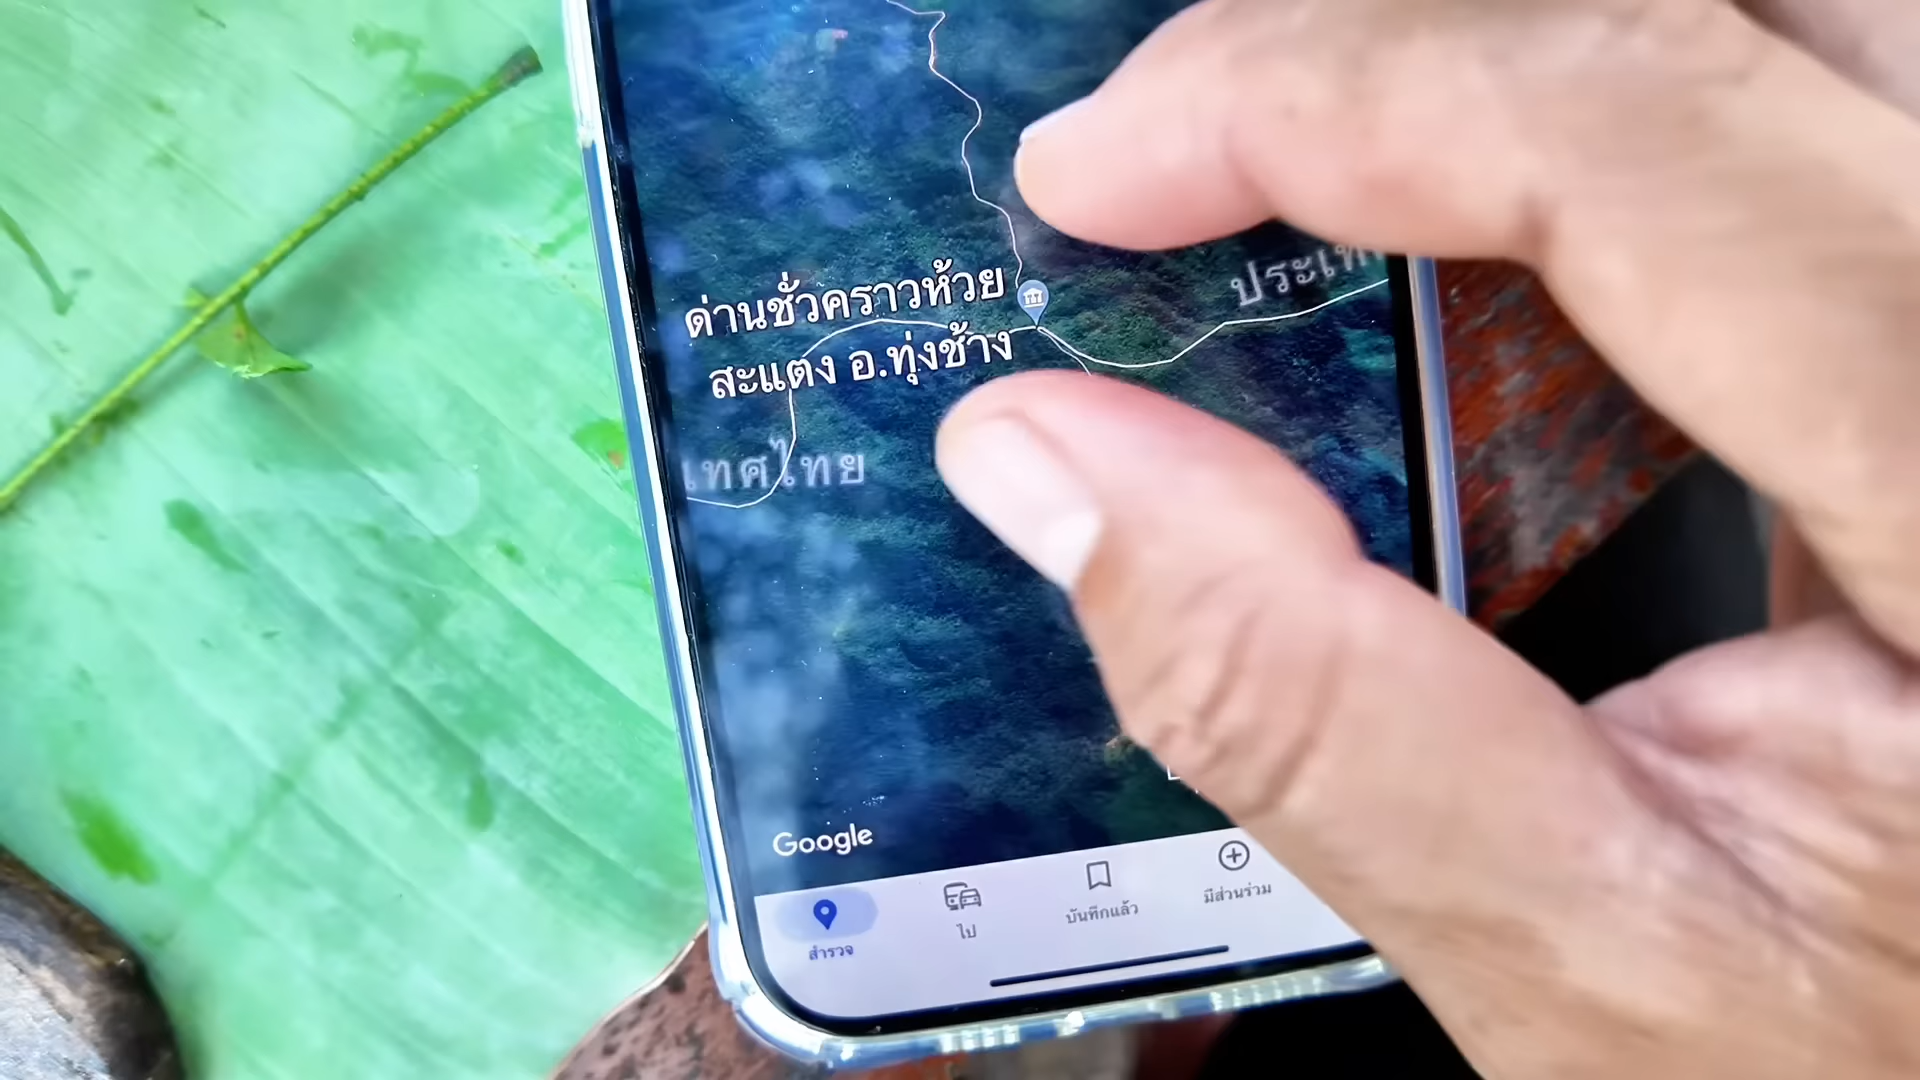 ด่านชั่วคราวห้วย
สะแตง อ.ทุ่งช้าง
ประเท
เทศไทย
Google
สำรวจ
ไป
บันทึกแล้ว
มีส่วนร่วม